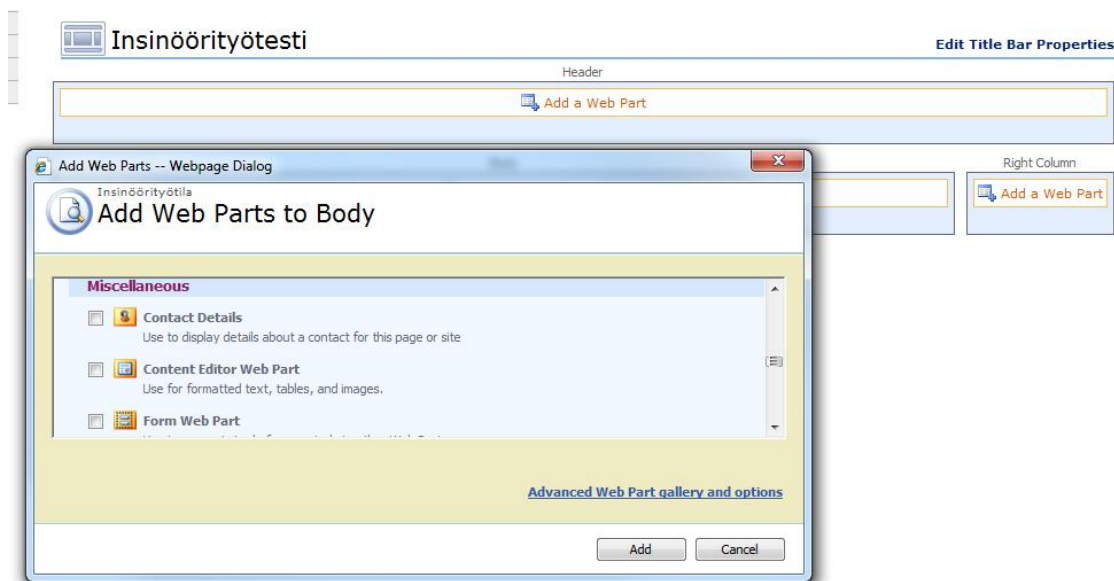 Insinöörityötesti
Edit Title Bar Properties
Header
Add a Web Part
Add Web Parts -- Webpage Dialog
Right Column
Add a Web Part
Insinöörityötila
Add Web Parts to Body
Miscellaneous
Contact Details
Use to display details about a contact for this page or site
Content Editor Web Part
Use for formatted text, tables, and images.
Form Web Part
Advanced Web Part gallery and options
Add
Cancel